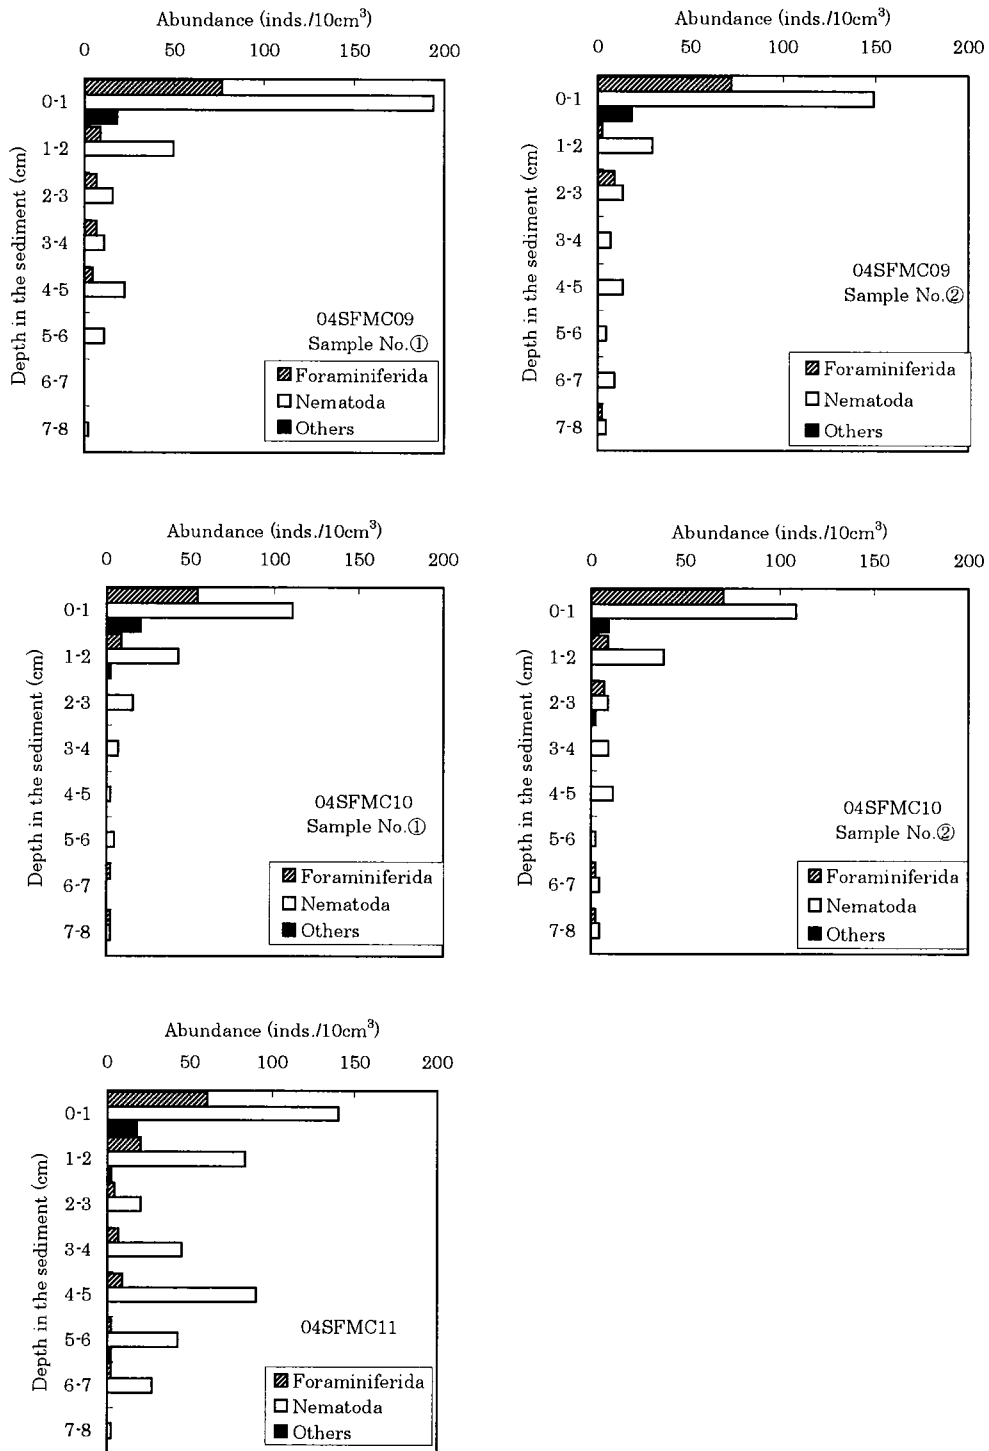 Abundance (inds./10cm³)
0 50 100 150 200
Depth in the sediment (cm)
0-1
1-2
2-3
3-4
4-5
5-6
6-7
7-8
04SFMC09
Sample No.①
Foraminiferida
Nematoda
Others
Abundance (inds./10cm³)
0 50 100 150 200
Depth in the sediment (cm)
0-1
1-2
2-3
3-4
4-5
5-6
6-7
7-8
04SFMC09
Sample No.②
Foraminiferida
Nematoda
Others
Abundance (inds./10cm³)
0 50 100 150 200
Depth in the sediment (cm)
0-1
1-2
2-3
3-4
4-5
5-6
6-7
7-8
04SFMC10
Sample No.①
Foraminiferida
Nematoda
Others
Abundance (inds./10cm³)
0 50 100 150 200
Depth in the sediment (cm)
0-1
1-2
2-3
3-4
4-5
5-6
6-7
7-8
04SFMC10
Sample No.②
Foraminiferida
Nematoda
Others
Abundance (inds./10cm³)
0 50 100 150 200
Depth in the sediment (cm)
0-1
1-2
2-3
3-4
4-5
5-6
6-7
7-8
04SFMC11
Foraminiferida
Nematoda
Others